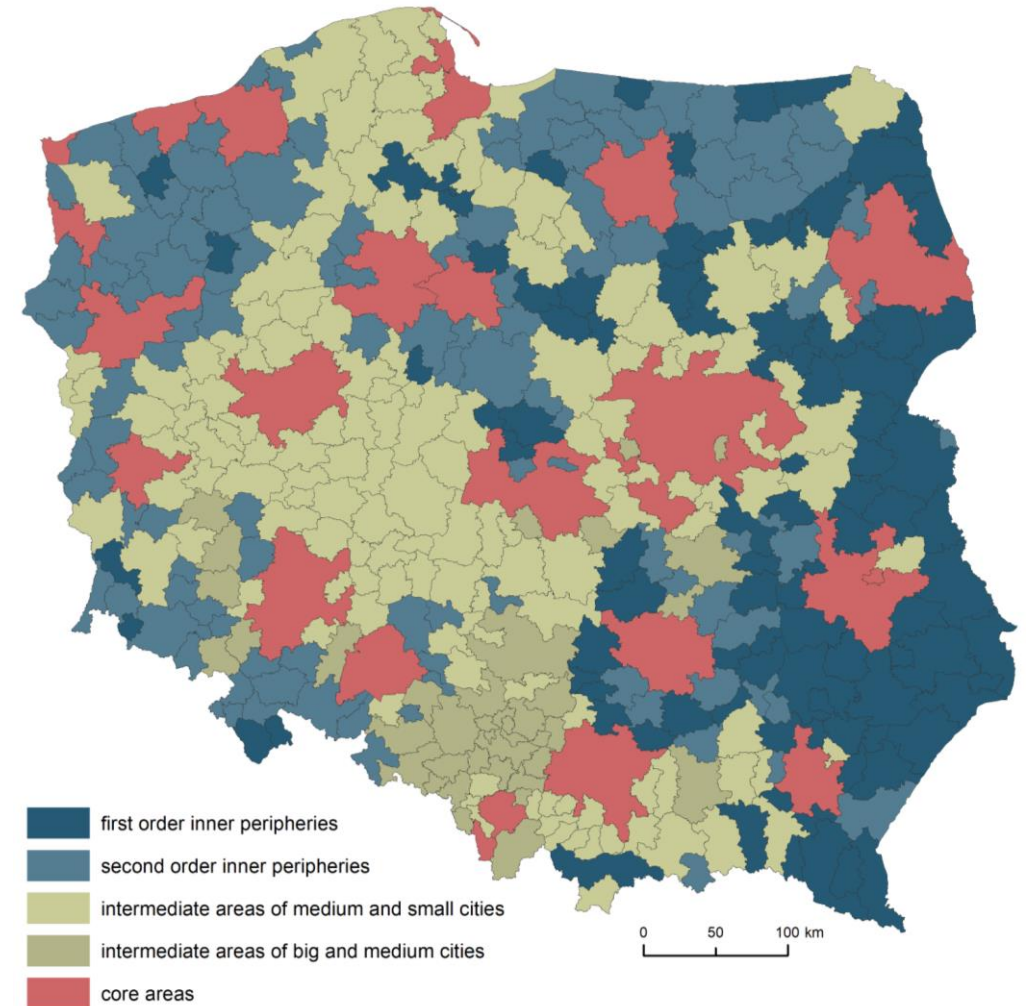 first order inner peripheries
second order inner peripheries
intermediate areas of medium and small cities
intermediate areas of big and medium cities
core areas
0 50 100 km